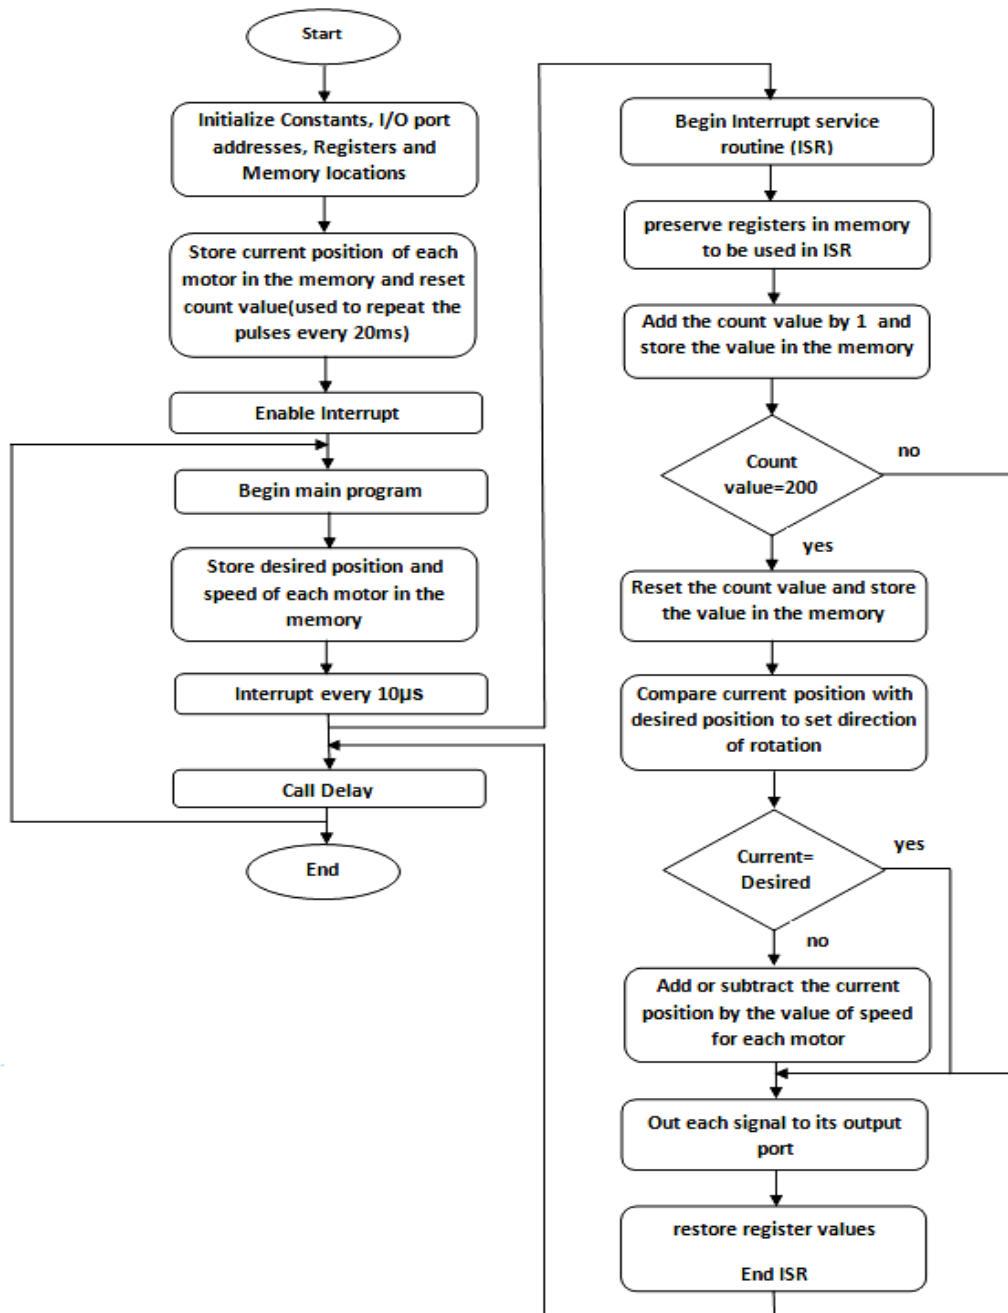 Start
Initialize Constants, I/O port
addresses, Registers and
Memory locations
Store current position of each
motor in the memory and reset
count value(used to repeat the
pulses every 20ms)
Enable Interrupt
Begin main program
Store desired position and
speed of each motor in the
memory
Interrupt every 10µs
Call Delay
End
Begin Interrupt service
routine (ISR)
preserve registers in memory
to be used in ISR
Add the count value by 1 and
store the value in the memory
Count
value=200
no
yes
Reset the count value and store
the value in the memory
Compare current position with
desired position to set direction
of rotation
Current=
Desired
yes
no
Add or subtract the current
position by the value of speed
for each motor
Out each signal to its output
port
restore register values
End ISR